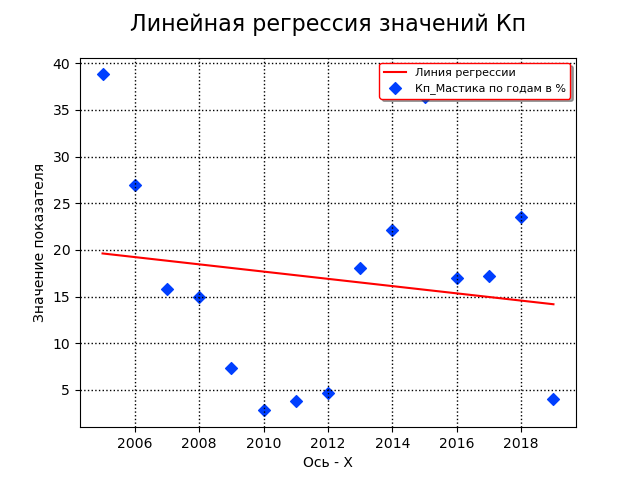 Линейная регрессия значений Кп
40
35
30
25
20
15
10
5
Значение показателя
Линия регрессии
Кп_Мастика по годам в %
2006 2008 2010 2012 2014 2016 2018
Ось - X